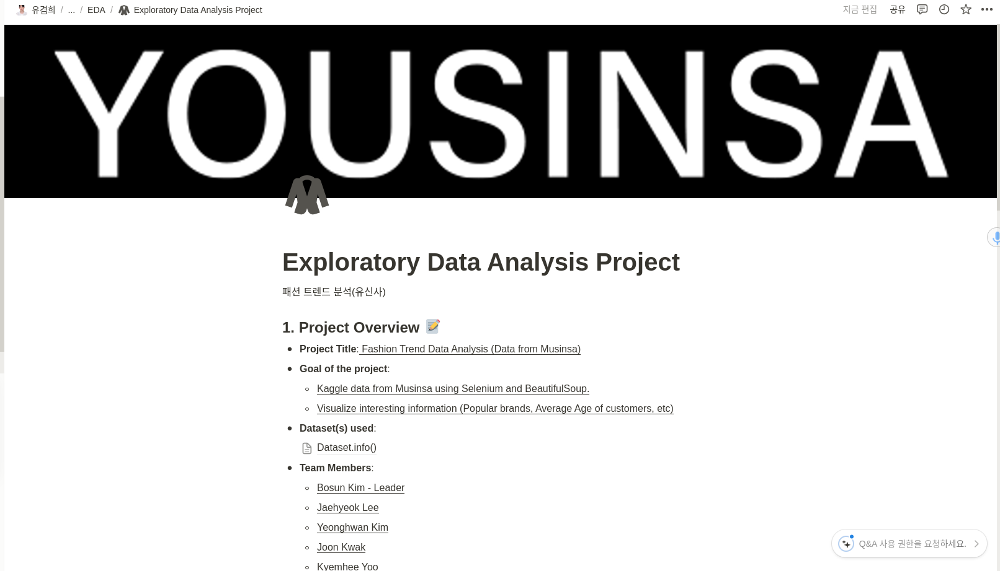 유겸희 / ... / EDA / Exploratory Data Analysis Project
지금 편집 공유
YOUSINSA
Exploratory Data Analysis Project
패션 트렌드 분석(유신사)
1. Project Overview 📝
• Project Title: Fashion Trend Data Analysis (Data from Musinsa)
• Goal of the project:
◦ Kaggle data from Musinsa using Selenium and BeautifulSoup.
◦ Visualize interesting information (Popular brands, Average Age of customers, etc)
• Dataset(s) used:
Dataset.info()
• Team Members:
◦ Bosun Kim - Leader
◦ Jaehyeok Lee
◦ Yeonghwan Kim
◦ Joon Kwak
◦ Kyemhee Yoo
Q&A 사용 권한을 요청하세요.